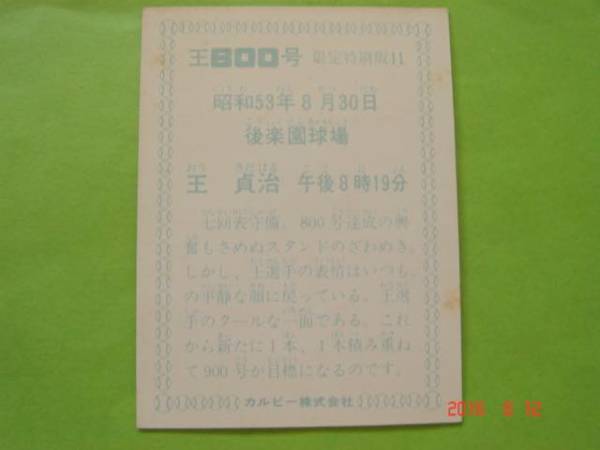 王800号 限定特別版11
昭和53年8月30日
後楽園球場
王 貞治 午後8時19分
七回表守備。800号達成の興
奮もさめぬスタンドのざわめき。
しかし、王選手の表情はいつも
の平静な顔に戻っている。王選
手のクールな一面である。これ
から新たに1本、1本積み重ね
て900号が目標になるのです。
カルビー株式会社
2016 8 12